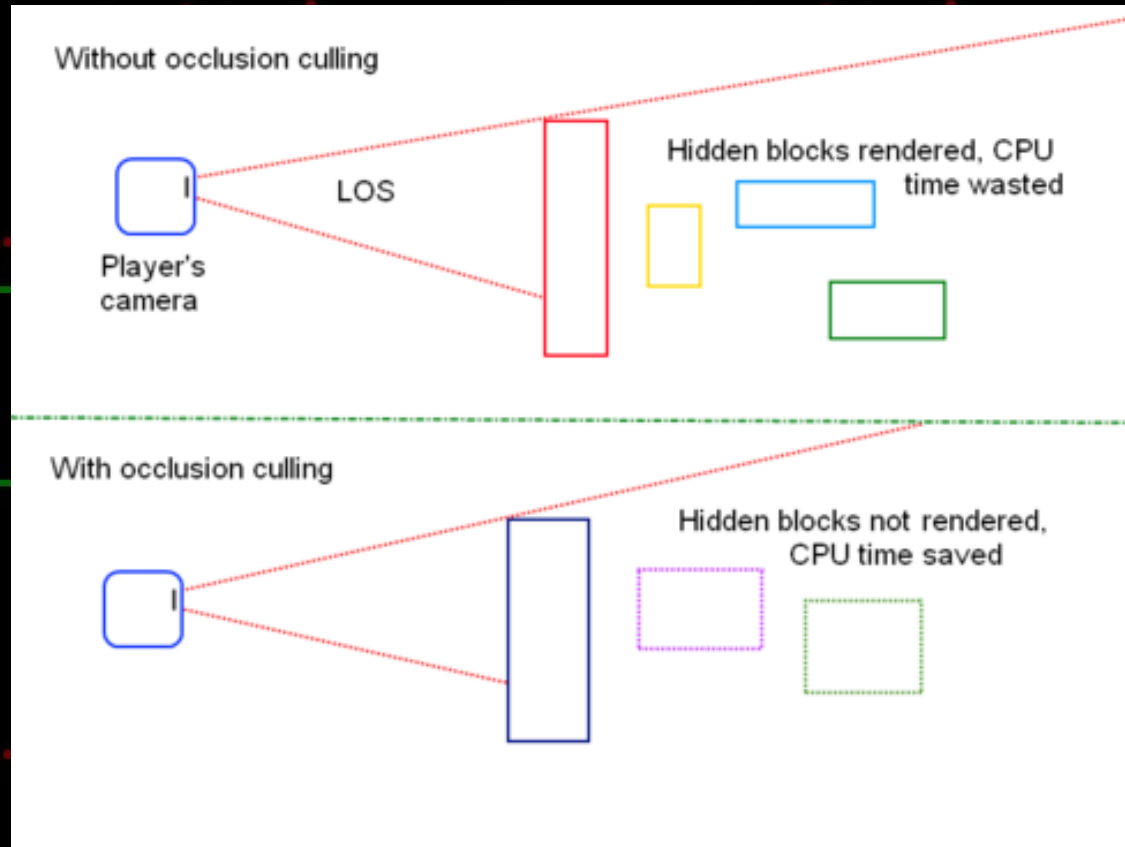 Without occlusion culling
Hidden blocks rendered, CPU
time wasted
LOS
Player's
camera
With occlusion culling
Hidden blocks not rendered,
CPU time saved